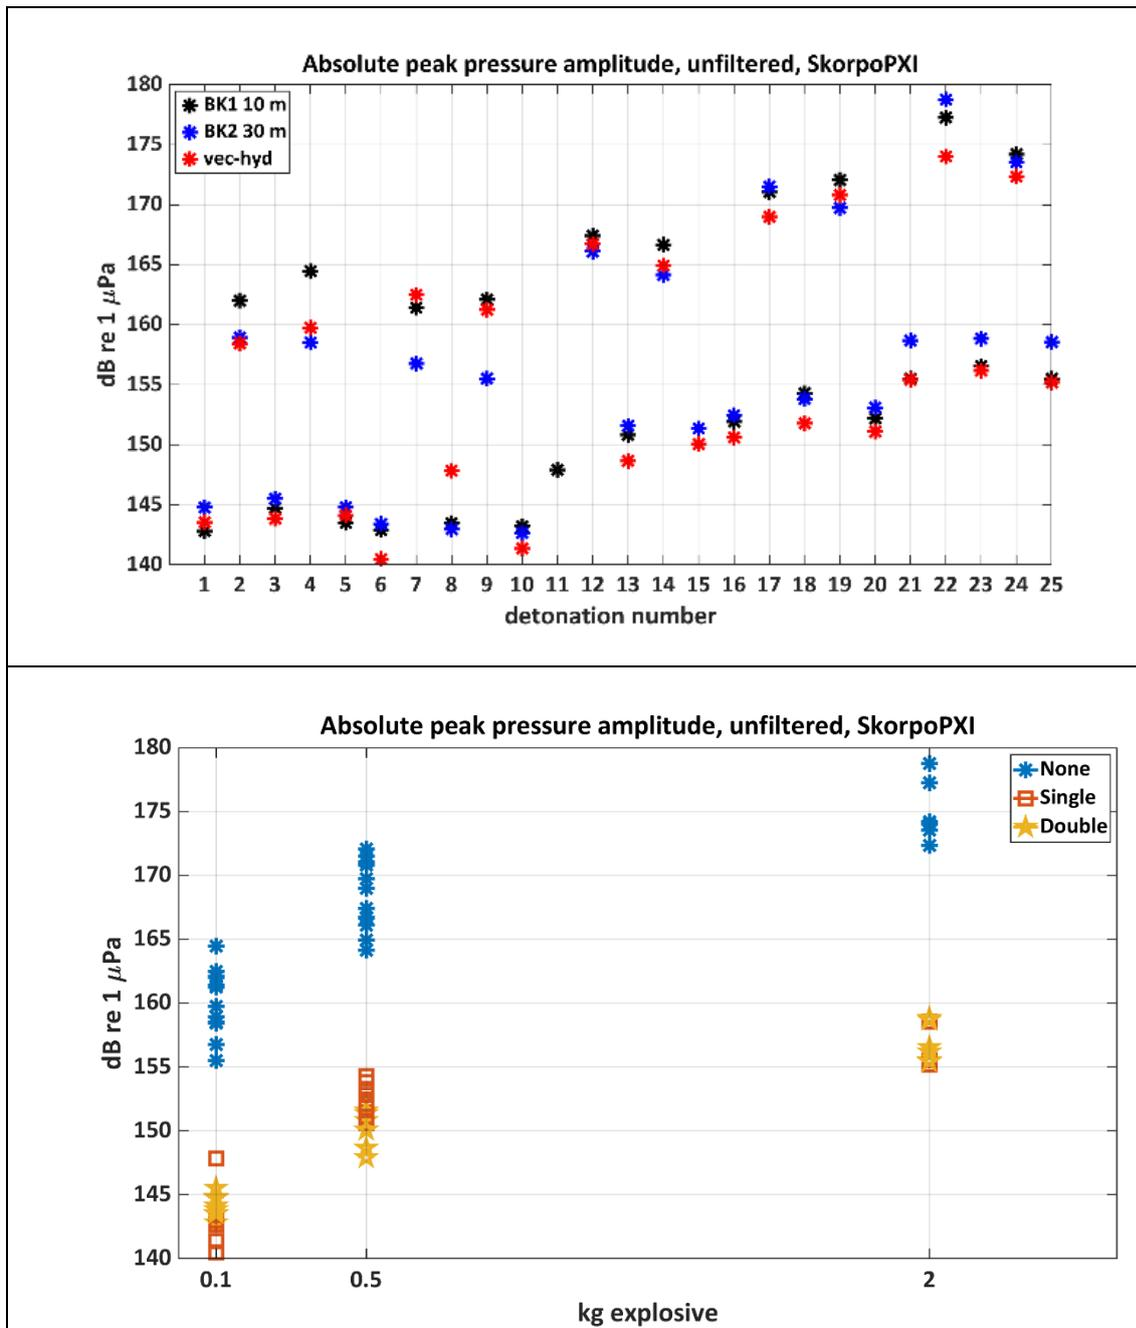 Absolute peak pressure amplitude, unfiltered, SkorpoPXI
BK1 10 m
BK2 30 m
vec-hyd
180
175
170
165
160
155
150
145
140
dB re 1 µPa
1 2 3 4 5 6 7 8 9 10 11 12 13 14 15 16 17 18 19 20 21 22 23 24 25
detonation number
Absolute peak pressure amplitude, unfiltered, SkorpoPXI
None
Single
Double
180
175
170
165
160
155
150
145
140
dB re 1 µPa
0.1 0.5 2
kg explosive